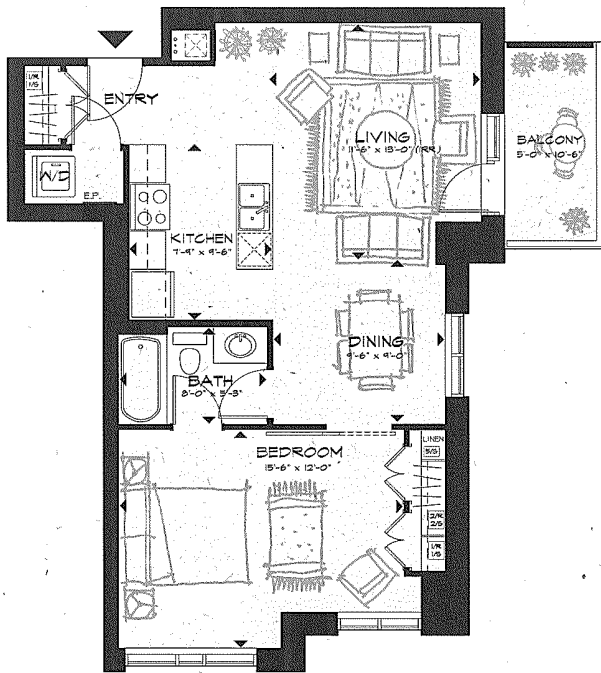 ENTRY
1/R
1/S
W/D
E.P.
LIVING
11'-6" x 15'-0" (IRR.)
BALCONY
5'-0" x 10'-6"
KITCHEN
7'-9" x 9'-6"
DINING
9'-6" x 9'-0"
BATH
8'-0" x 5'-3"
BEDROOM
15'-6" x 12'-0"
LINEN
5/S
2/R
2/S
1/R
1/S